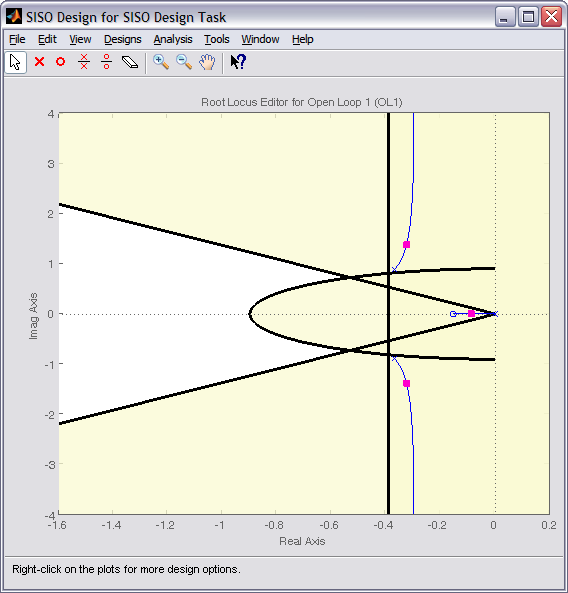 SISO Design for SISO Design Task
File Edit View Designs Analysis Tools Window Help
Root Locus Editor for Open Loop 1 (OL1)
4
3
2
1
0
-1
-2
-3
-4
Imag Axis
-1.6 -1.4 -1.2 -1 -0.8 -0.6 -0.4 -0.2 0 0.2
Real Axis
Right-click on the plots for more design options.